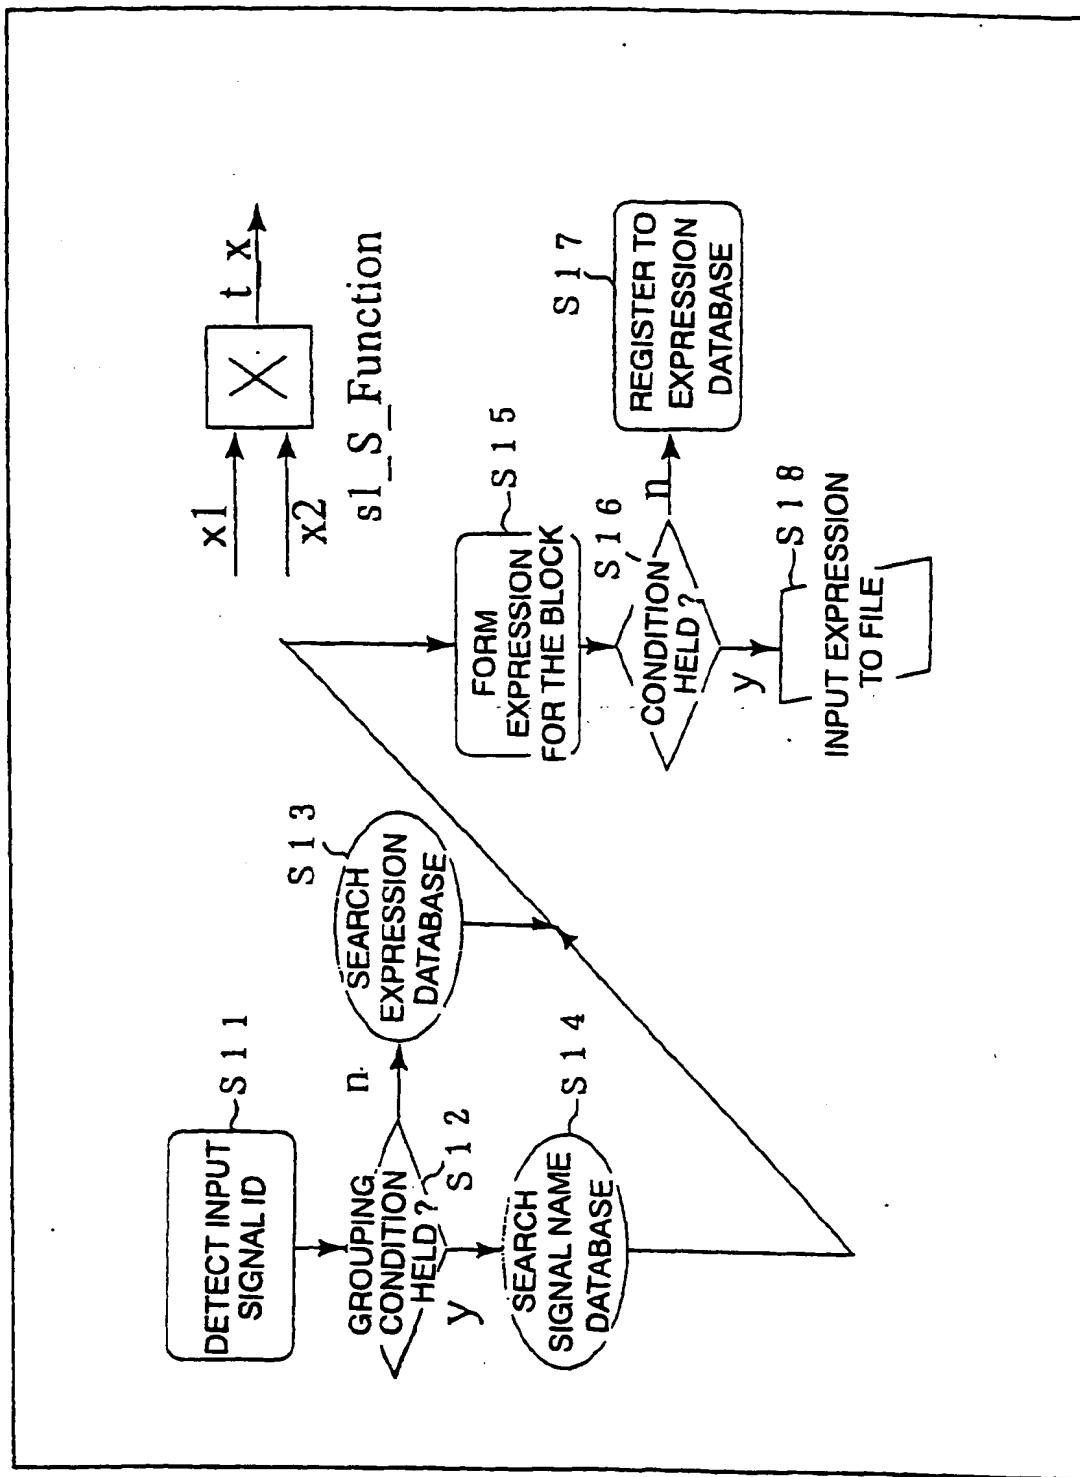 DETECT INPUT
SIGNAL ID
S 1 1
GROUPING
CONDITION
HELD ?
S 1 2
n
y
SEARCH
EXPRESSION
DATABASE
S 1 3
SEARCH
SIGNAL NAME
DATABASE
S 1 4
x1
x2
X
t_x
s1_S_Function
FORM
EXPRESSION
FOR THE BLOCK
S 1 5
CONDITION
HELD ?
S 1 6
n
y
REGISTER TO
EXPRESSION
DATABASE
S 1 7
INPUT EXPRESSION
TO FILE
S 1 8